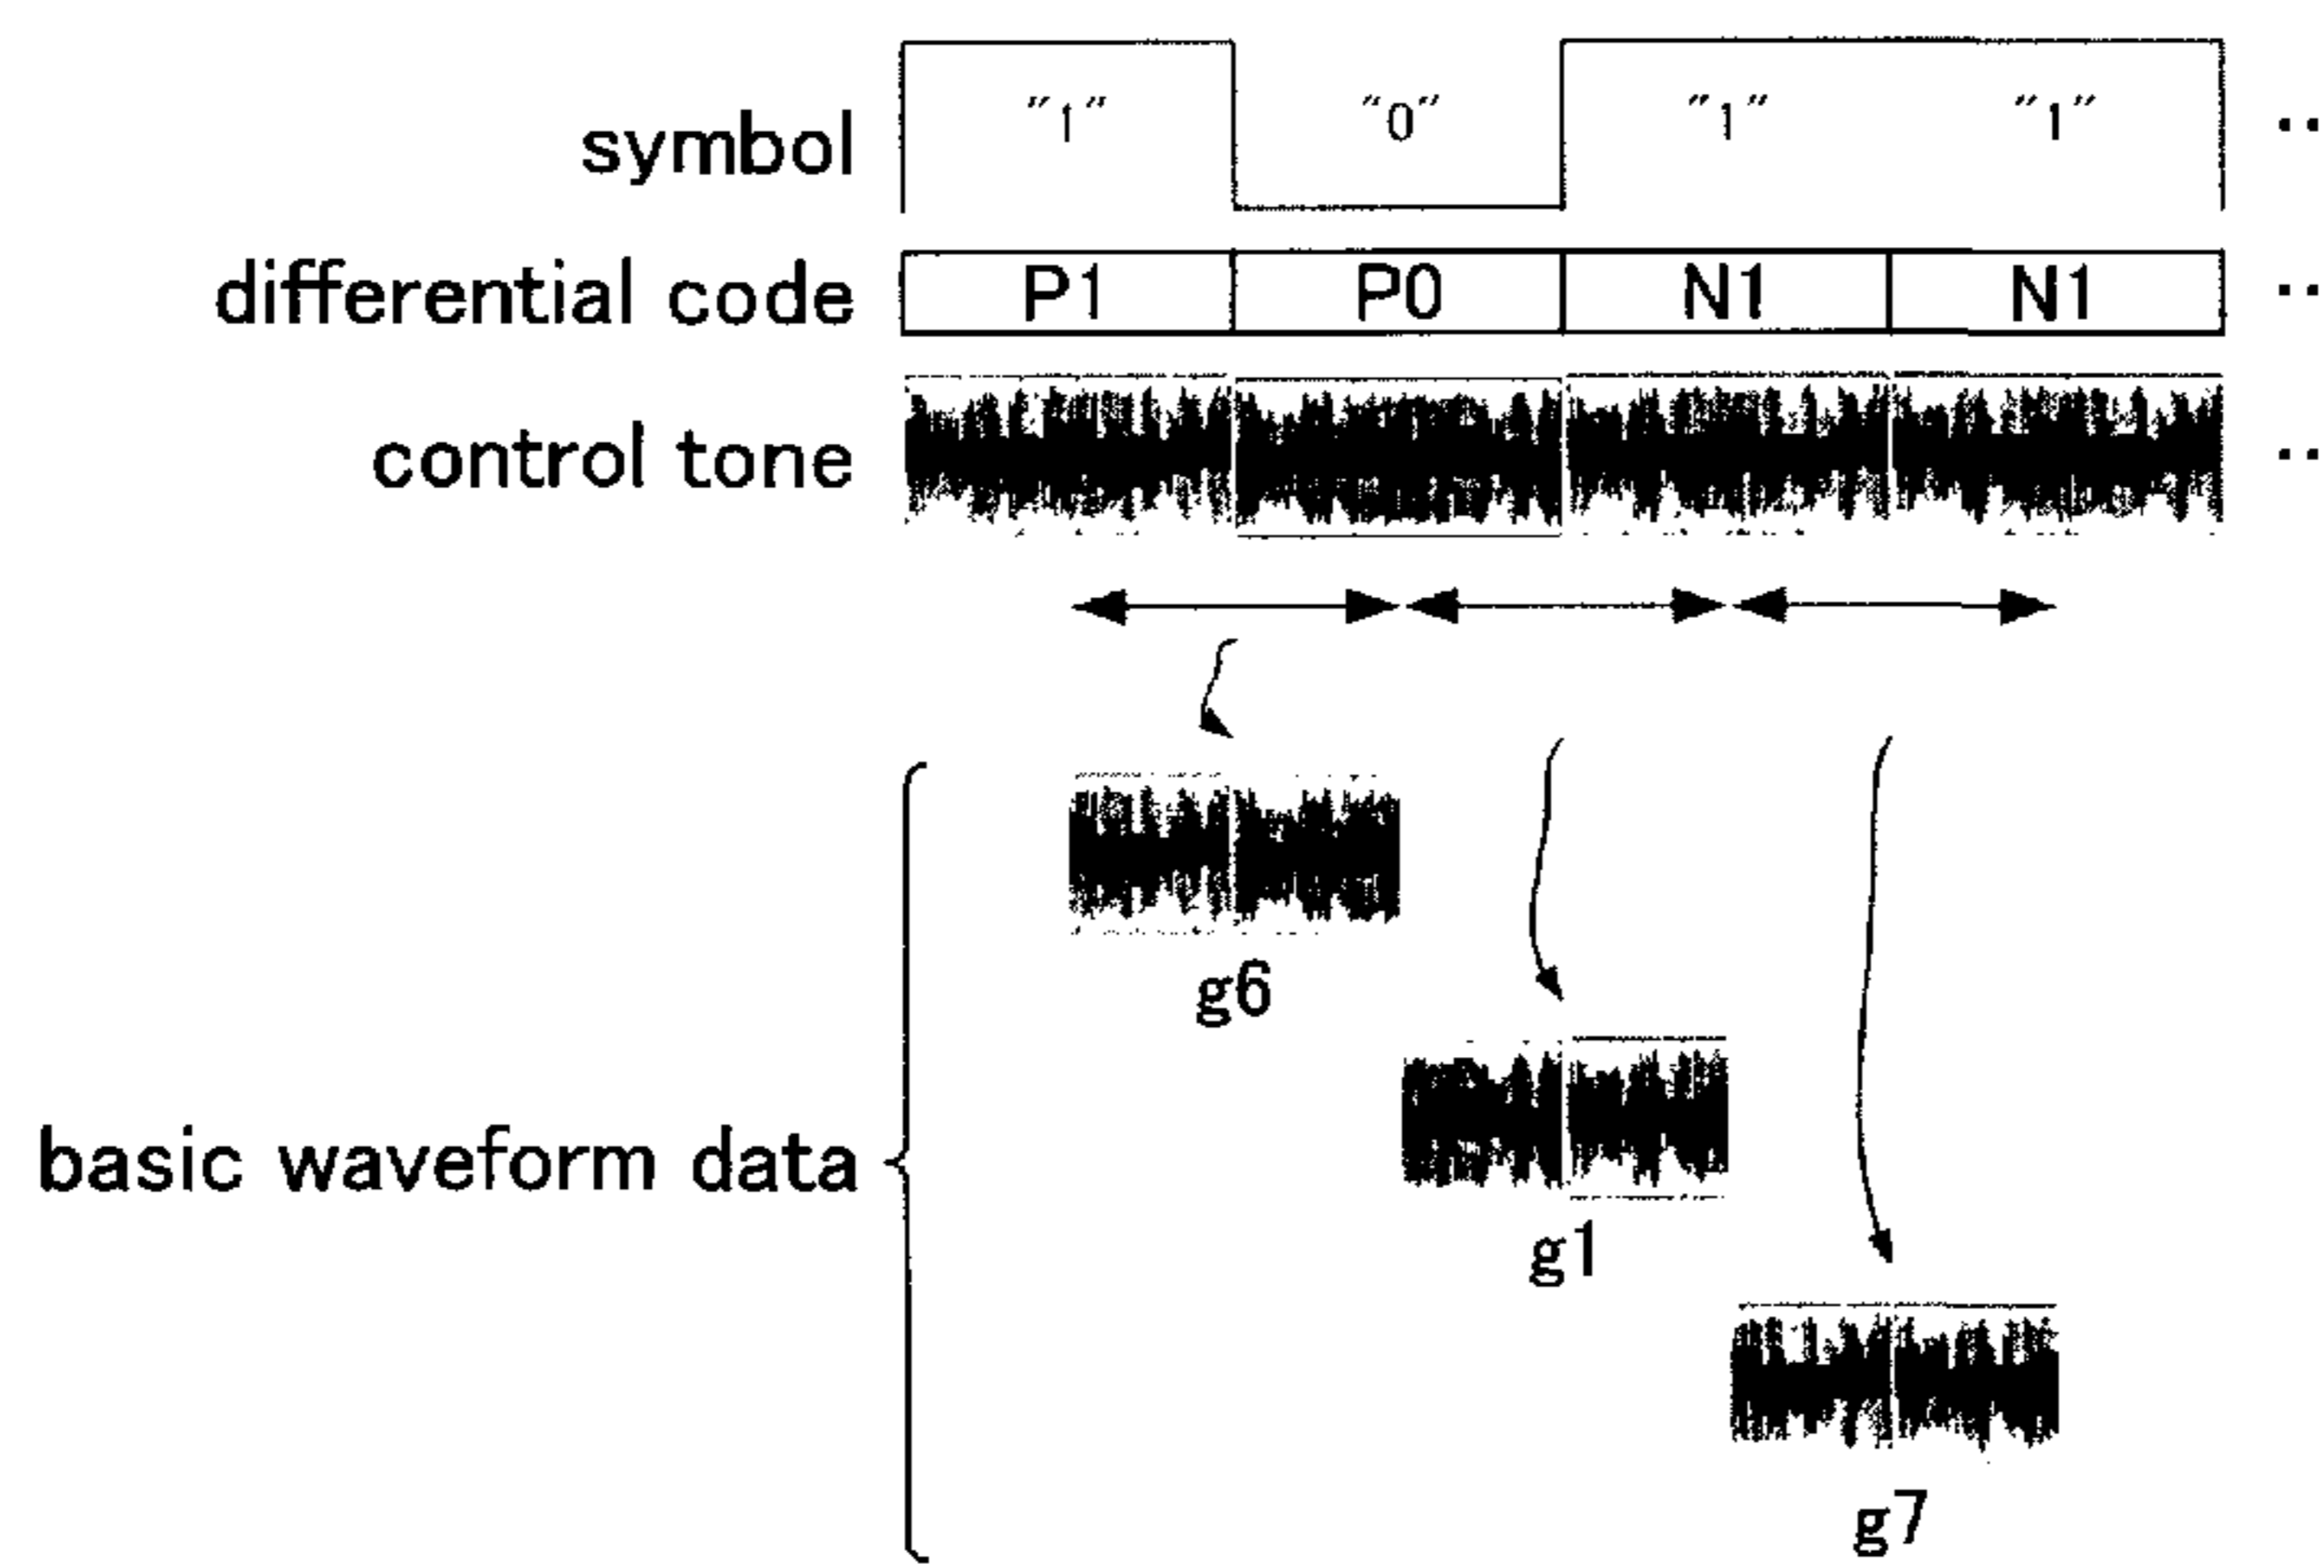 symbol "1" "0" "1" "1" ..
differential code P1 P0 N1 N1 ..
control tone ..
g6
g1
basic waveform data
g7